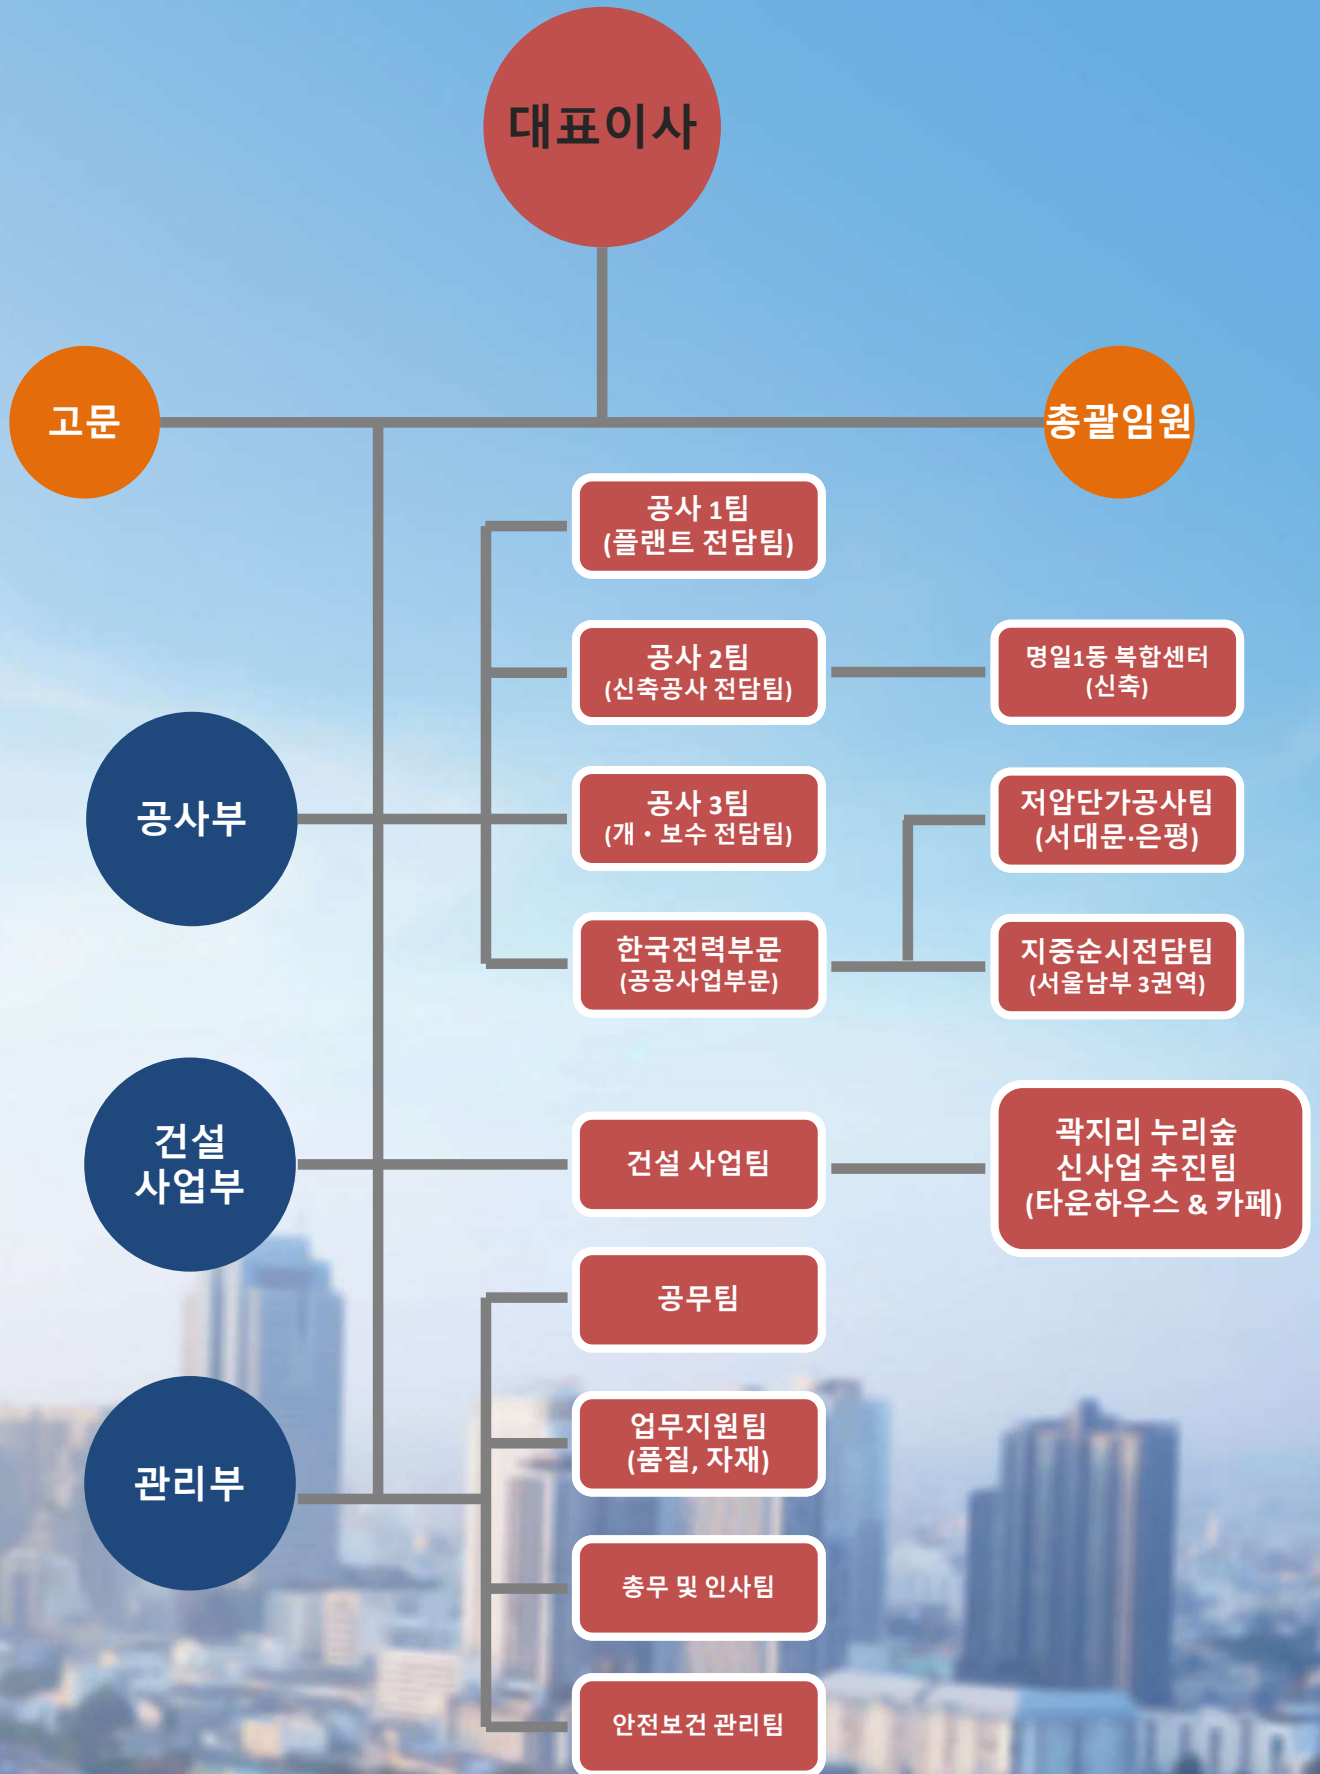 대표이사
고문
총괄임원
공사 1팀
(플랜트 전담팀)
공사 2팀
(신축공사 전담팀)
명일1동 복합센터
(신축)
공사부
공사 3팀
(개・보수 전담팀)
저압단가공사팀
(서대문·은평)
한국전력부문
(공공사업부문)
지중순시전담팀
(서울남부 3권역)
건설
사업부
건설 사업팀
곽지리 누리숲
신사업 추진팀
(타운하우스 & 카페)
공무팀
관리부
업무지원팀
(품질, 자재)
총무 및 인사팀
안전보건 관리팀